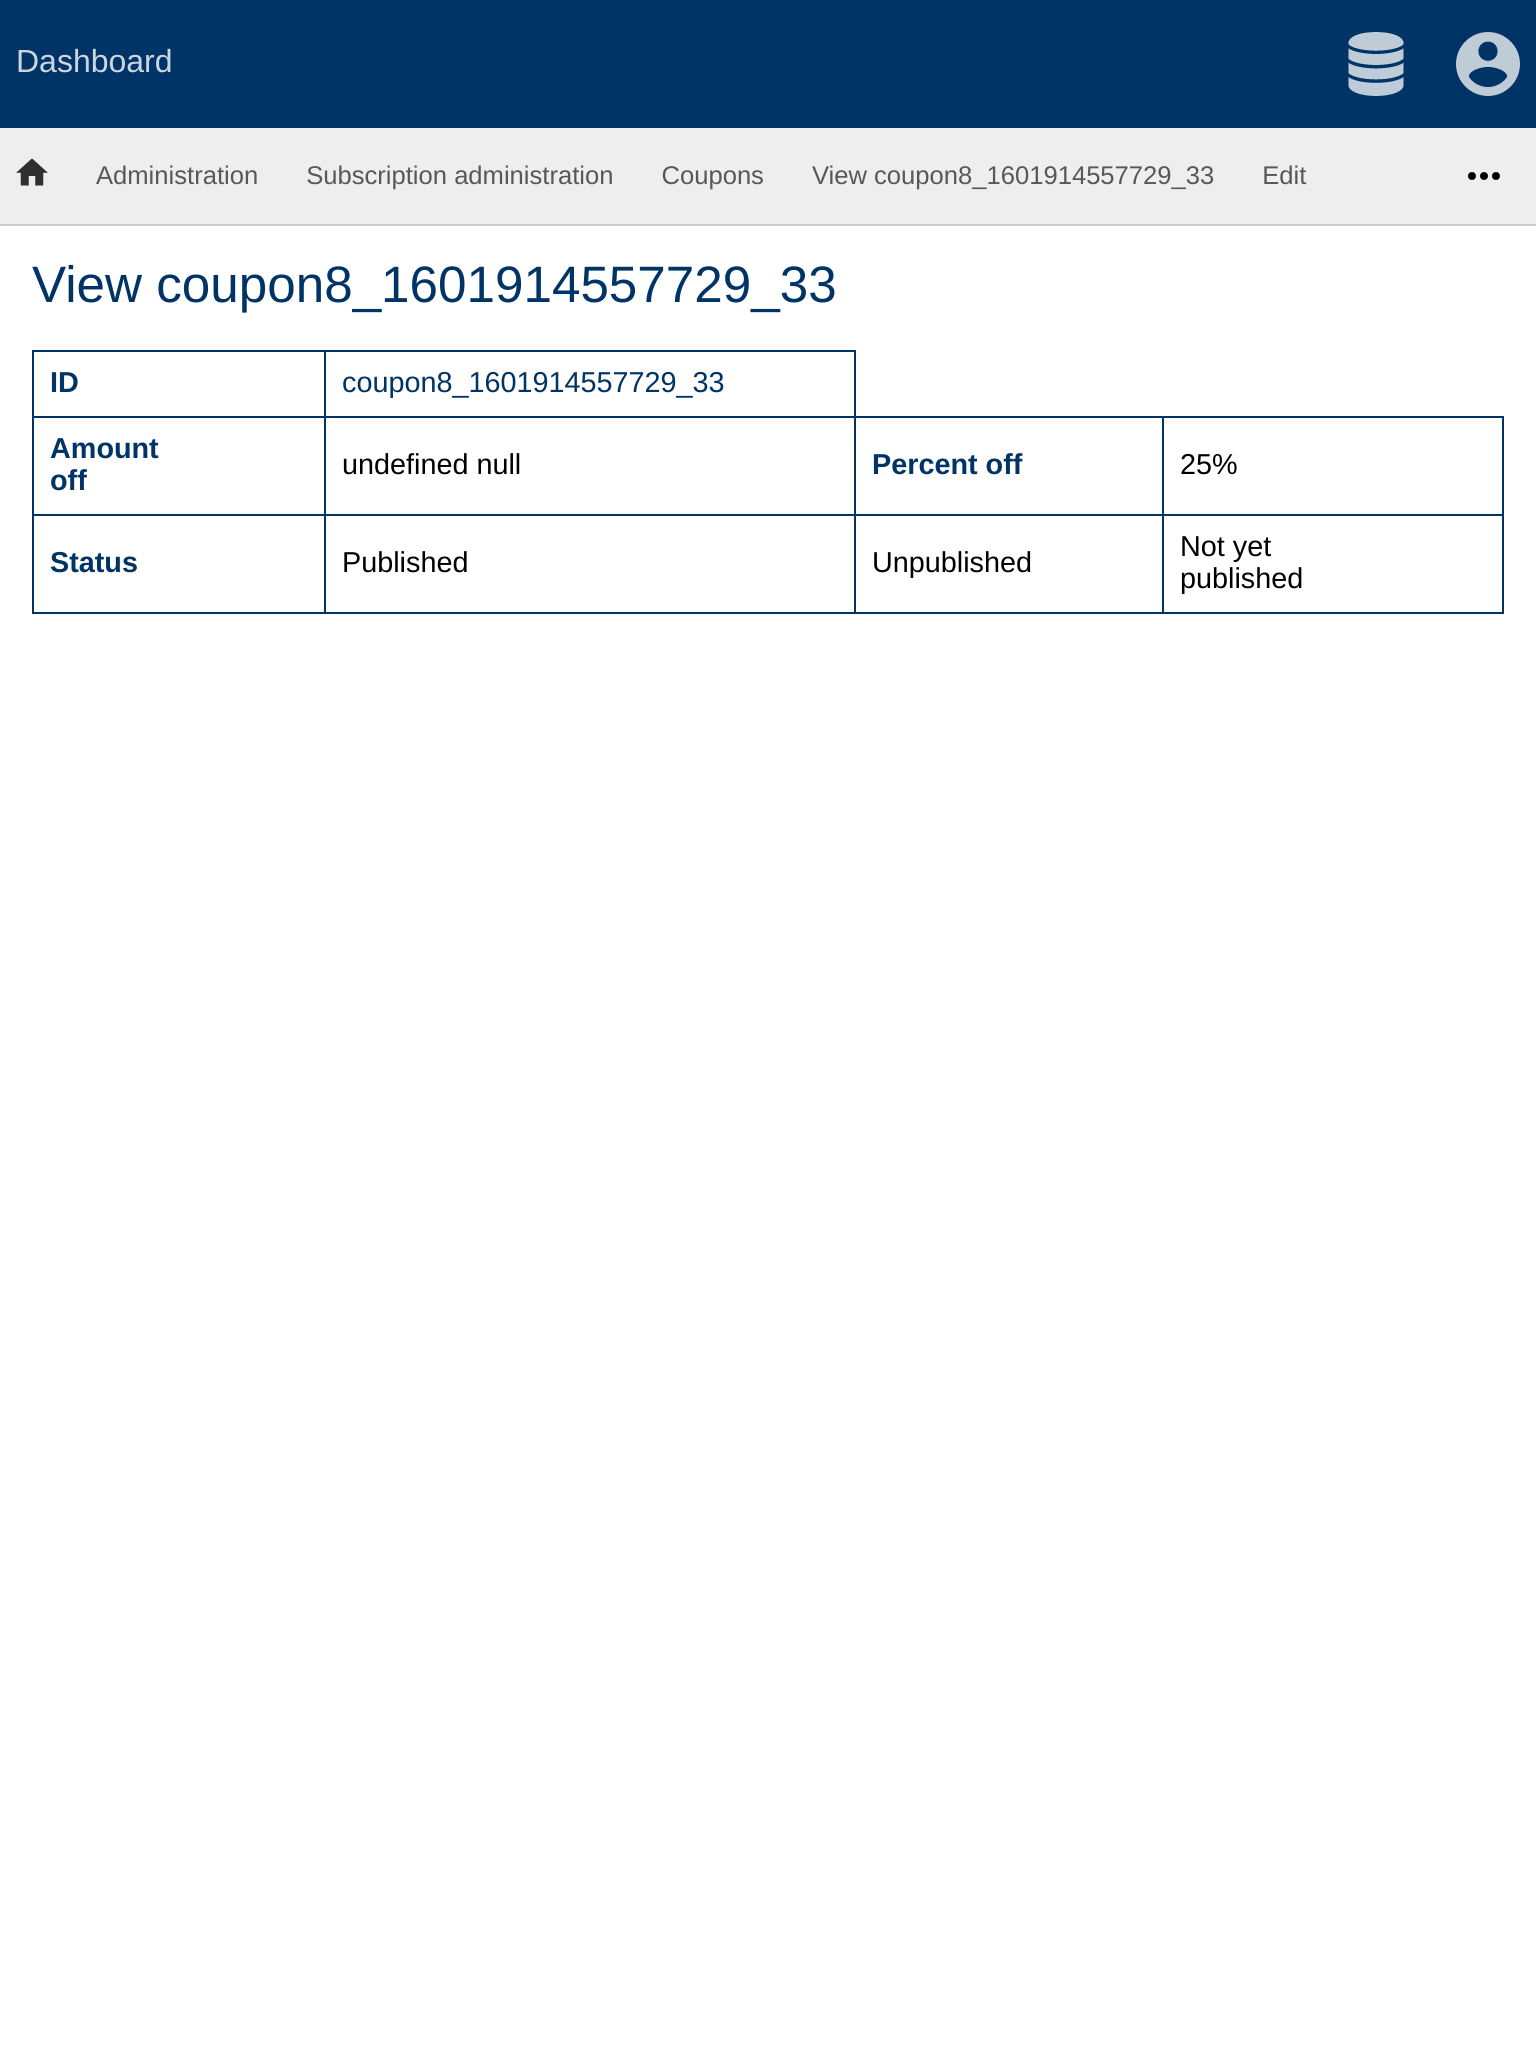 Dashboard
Administration Subscription administration Coupons View coupon8_1601914557729_33 Edit
View coupon8_1601914557729_33
ID coupon8_1601914557729_33
Amount
off undefined null Percent off 25%
Status Published Unpublished Not yet
published